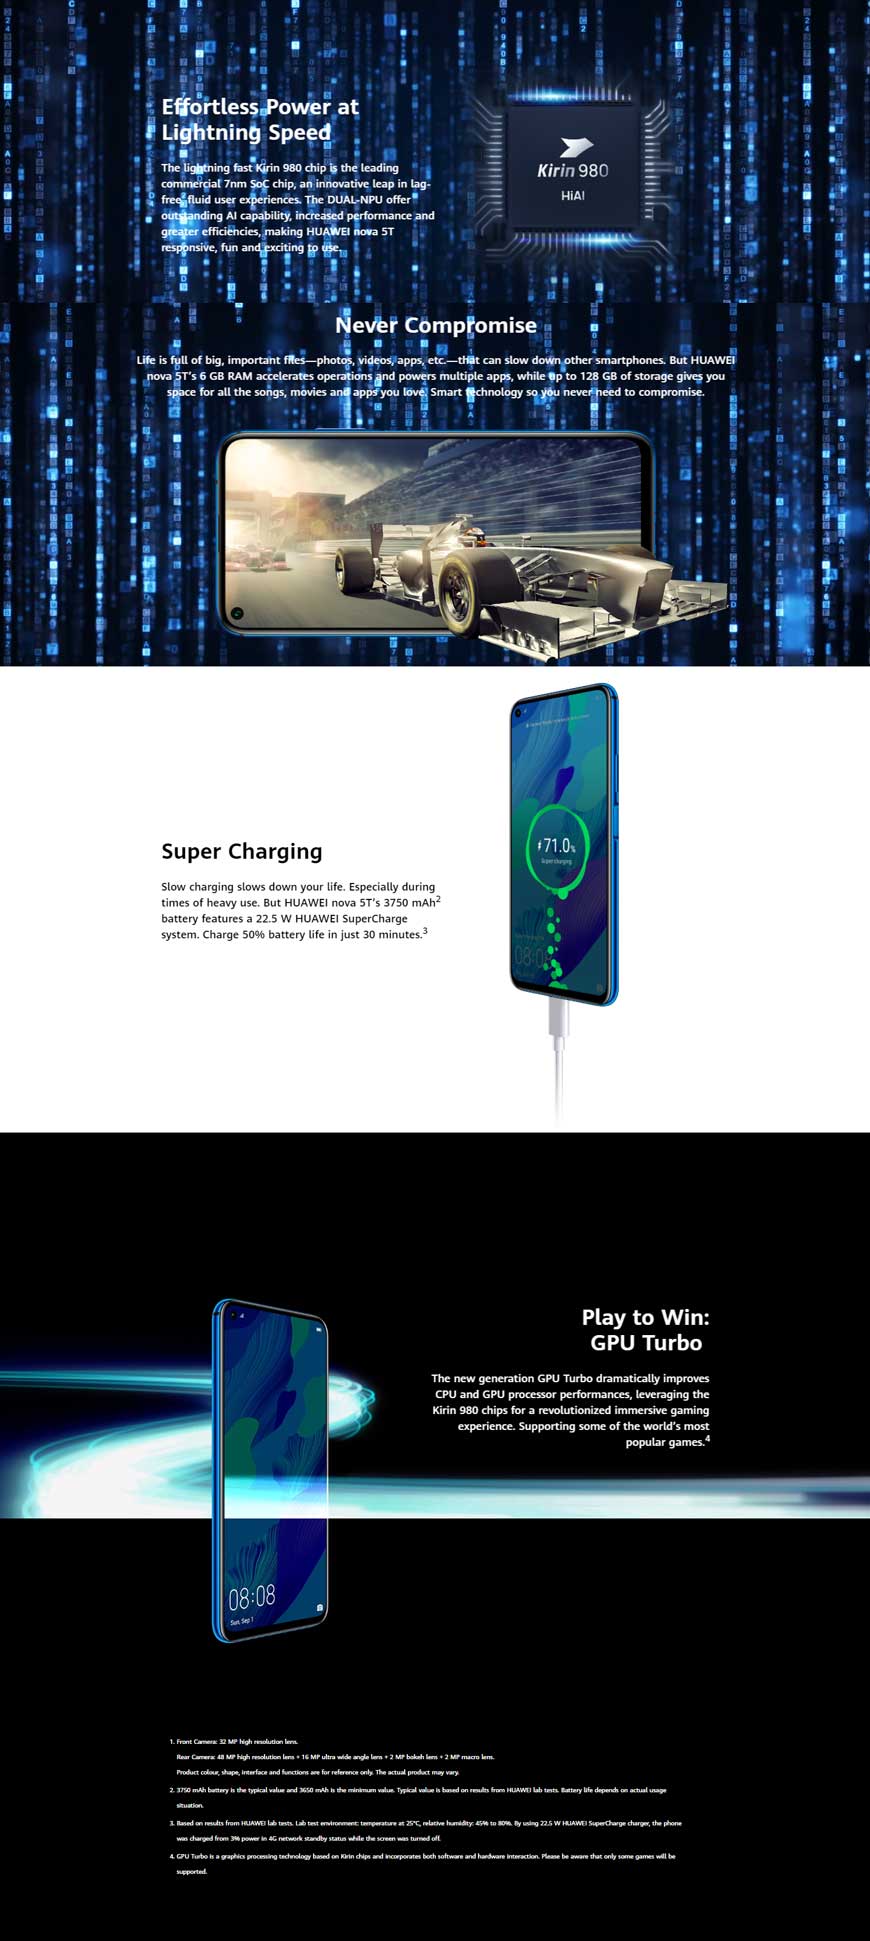 Effortless Power at
Lightning Speed
The lightning fast Kirin 980 chip is the leading
commercial 7nm SoC chip, an innovative leap in lag-
free, fluid user experiences. The DUAL-NPU offer
outstanding AI capability, increased performance and
greater efficiencies, making HUAWEI nova 5T
responsive, fun and exciting to use.
Kirin 980
HiAI
Never Compromise
Life is full of big, important files—photos, videos, apps, etc.—that can slow down other smartphones. But HUAWEI
nova 5T's 6 GB RAM accelerates operations and powers multiple apps, while up to 128 GB of storage gives you
space for all the songs, movies and apps you love. Smart technology so you never need to compromise.
Super Charging
Slow charging slows down your life. Especially during
times of heavy use. But HUAWEI nova 5T's 3750 mAh2
battery features a 22.5 W HUAWEI SuperCharge
system. Charge 50% battery life in just 30 minutes.3
71.0%
Supercharging
08:0
Play to Win:
GPU Turbo
The new generation GPU Turbo dramatically improves
CPU and GPU processor performances, leveraging the
Kirin 980 chips for a revolutionized immersive gaming
experience. Supporting some of the world's most
popular games.4
08:08
Sun, Sep 1
1. Front Camera: 32 MP high resolution lens.
Rear Camera: 48 MP high resolution lens + 16 MP ultra wide angle lens + 2 MP bokeh lens + 2 MP macro lens.
Product colour, shape, interface and functions are for reference only. The actual product may vary.
2. 3750 mAh battery is the typical value and 3650 mAh is the minimum value. Typical value is based on results from HUAWEI lab tests. Battery life depends on actual usage
situation.
3. Based on results from HUAWEI lab tests. Lab test environment: temperature at 25°C, relative humidity: 45% to 80%. By using 22.5 W HUAWEI SuperCharge charger, the phone
was charged from 3% power in 4G network standby status while the screen was turned off.
4. GPU Turbo is a graphics processing technology based on Kirin chips and incorporates both software and hardware interaction. Please be aware that only some games will be
supported.